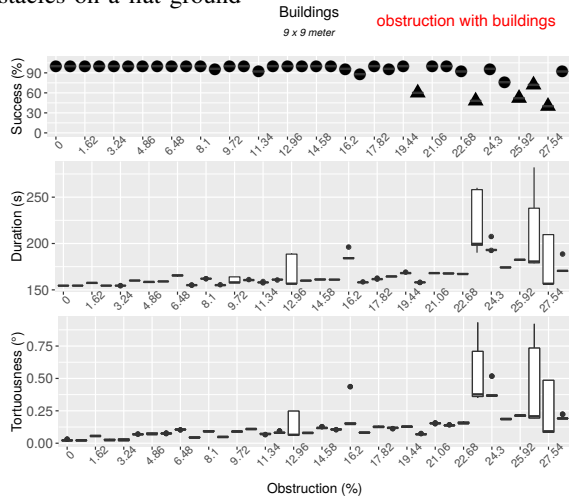 stacles on a flat ground
Buildings
9 x 9 meter
obstruction with buildings
Success (%)
90
60
30
0
0 1.62 3.24 4.86 6.48 8.1 9.72 11.34 12.96 14.58 16.2 17.82 19.44 21.06 22.68 24.3 25.92 27.54
Duration (s)
250
200
150
0 1.62 3.24 4.86 6.48 8.1 9.72 11.34 12.96 14.58 16.2 17.82 19.44 21.06 22.68 24.3 25.92 27.54
Tortuousness (°)
0.75
0.50
0.25
0.00
0 1.62 3.24 4.86 6.48 8.1 9.72 11.34 12.96 14.58 16.2 17.82 19.44 21.06 22.68 24.3 25.92 27.54
Obstruction (%)